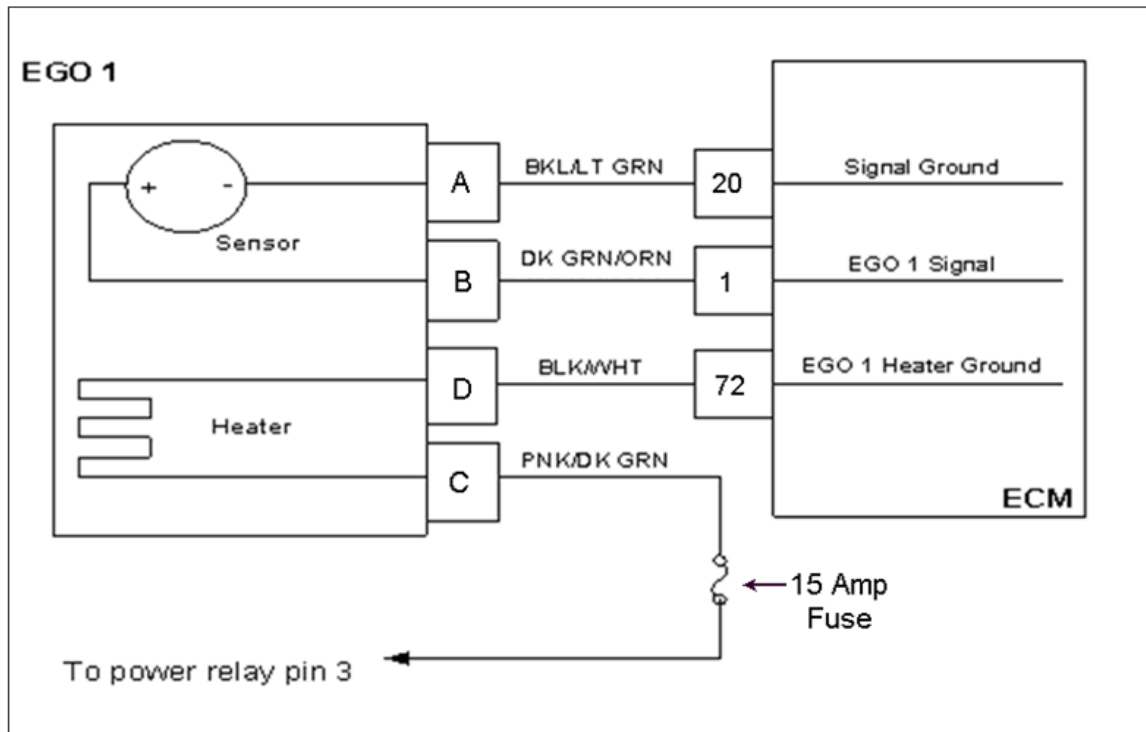 EGO 1
+ -
Sensor
Heater
A
B
D
C
BKL/LT GRN
DK GRN/ORN
BLK/WHT
PNK/DK GRN
20
1
72
Signal Ground
EGO 1 Signal
EGO 1 Heater Ground
ECM
15 Amp
Fuse
To power relay pin 3